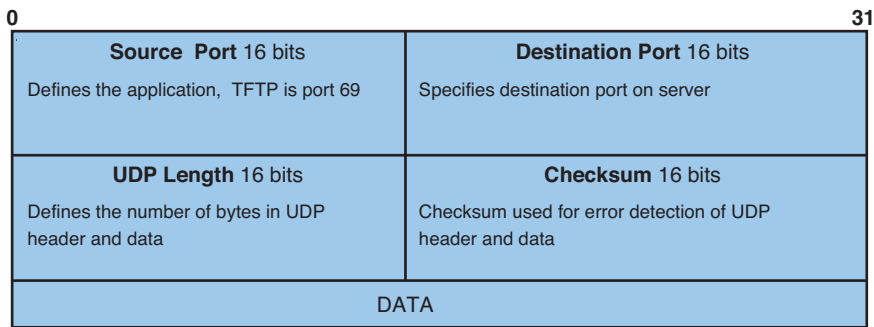 0 31
Source Port 16 bits
Defines the application, TFTP is port 69
Destination Port 16 bits
Specifies destination port on server
UDP Length 16 bits
Defines the number of bytes in UDP
header and data
Checksum 16 bits
Checksum used for error detection of UDP
header and data
DATA